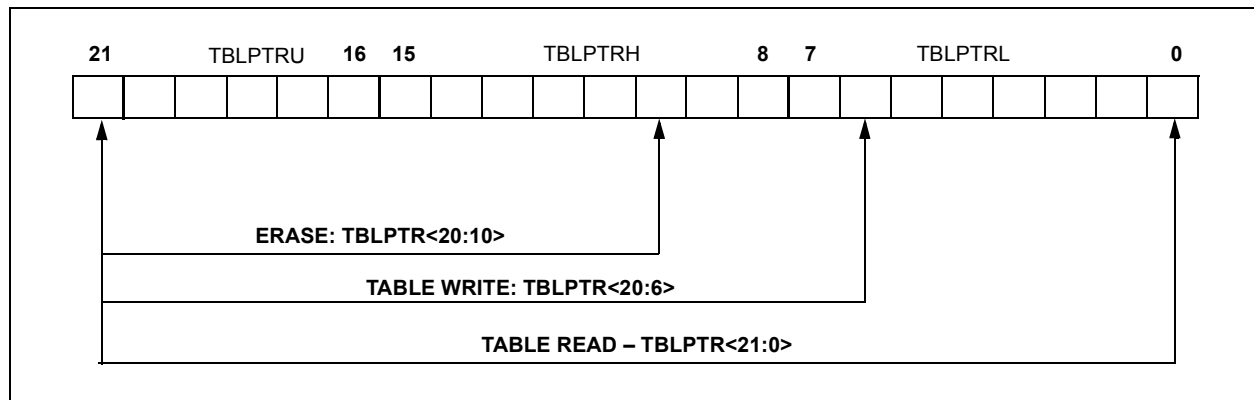 21 TBLPTRU 16 15 TBLPTRH 8 7 TBLPTRL 0
ERASE: TBLPTR<20:10>
TABLE WRITE: TBLPTR<20:6>
TABLE READ – TBLPTR<21:0>